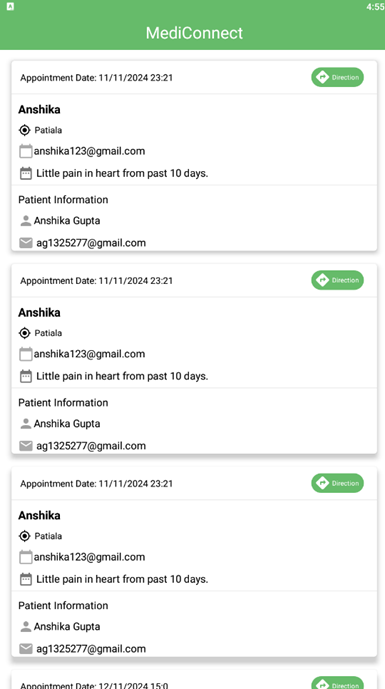 A
4:55
MediConnect
Appointment Date: 11/11/2024 23:21
Direction
Anshika
Patiala
anshika123@gmail.com
Little pain in heart from past 10 days.
Patient Information
Anshika Gupta
ag1325277@gmail.com
Appointment Date: 11/11/2024 23:21
Direction
Anshika
Patiala
anshika123@gmail.com
Little pain in heart from past 10 days.
Patient Information
Anshika Gupta
ag1325277@gmail.com
Appointment Date: 11/11/2024 23:21
Direction
Anshika
Patiala
anshika123@gmail.com
Little pain in heart from past 10 days.
Patient Information
Anshika Gupta
ag1325277@gmail.com
Appointment Date: 12/11/2024 15:0
Direction